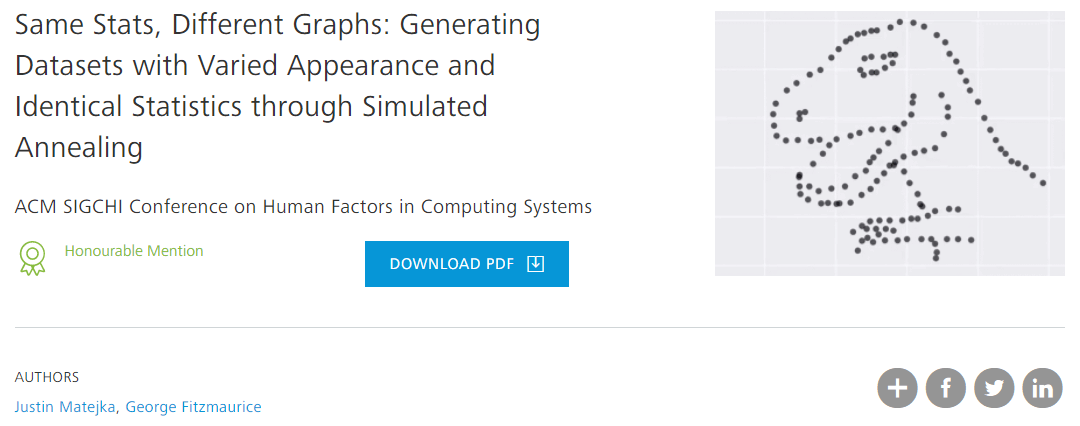 Same Stats, Different Graphs: Generating
Datasets with Varied Appearance and
Identical Statistics through Simulated
Annealing
ACM SIGCHI Conference on Human Factors in Computing Systems
Honourable Mention
DOWNLOAD PDF
AUTHORS
Justin Matejka, George Fitzmaurice
+ f in